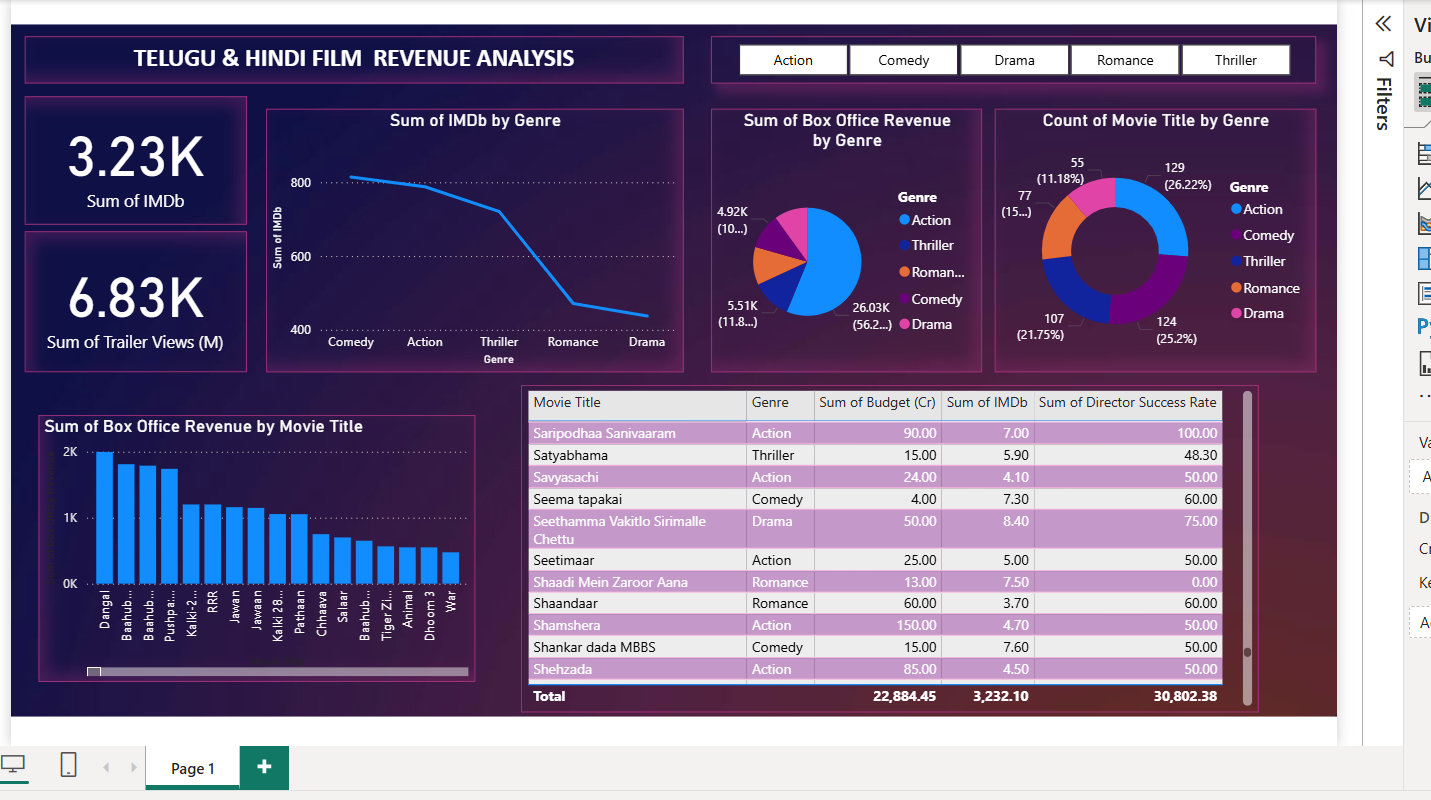 TELUGU & HINDI FILM REVENUE ANALYSIS
Action
Comedy
Drama
Romance
Thriller
3.23K
Sum of IMDb
6.83K
Sum of Trailer Views (M)
Sum of IMDb by Genre
Sum of IMDb
800
600
400
Comedy
Action
Thriller
Romance
Drama
Genre
Sum of Box Office Revenue
by Genre
4.92K
(10...)
5.51K
(11.8...)
26.03K
(56.2...)
Genre
Action
Thriller
Roman...
Comedy
Drama
Count of Movie Title by Genre
55
(11.18%)
129
(26.22%)
77
(15...)
107
(21.75%)
124
(25.2%)
Genre
Action
Comedy
Thriller
Romance
Drama
Sum of Box Office Revenue by Movie Title
2K
1K
0K
Dangal
Baahub...
Baahub...
Pushpa:...
Kalki-2...
RRR
Jawan
Jawaan
Kalki 28...
Pathaan
Chhaava
Salaar
Baahub...
Tiger Zi...
Animal
Dhoom 3
War
Movie Title Genre Sum of Budget (Cr) Sum of IMDb Sum of Director Success Rate
Saripodhaa Sanivaaram Action 90.00 7.00 100.00
Satyabhama Thriller 15.00 5.90 48.30
Savyasachi Action 24.00 4.10 50.00
Seema tapakai Comedy 4.00 7.30 60.00
Seethamma Vakitlo Sirimalle Drama 50.00 8.40 75.00
Chettu
Seetimaar Action 25.00 5.00 50.00
Shaadi Mein Zaroor Aana Romance 13.00 7.50 0.00
Shaandaar Romance 60.00 3.70 60.00
Shamshera Action 150.00 4.70 50.00
Shankar dada MBBS Comedy 15.00 7.60 50.00
Shehzada Action 85.00 4.50 50.00
Total 22,884.45 3,232.10 30,802.38
Filters
Page 1